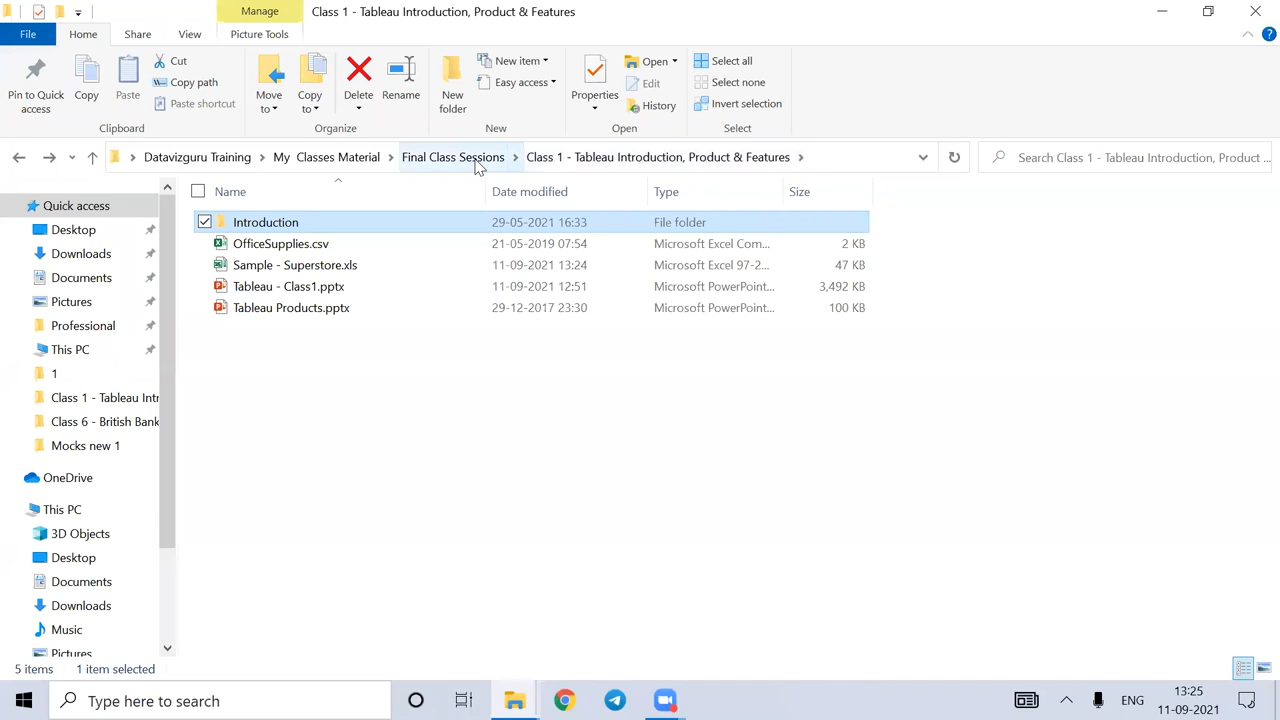 Manage
Class 1 - Tableau Introduction, Product & Features
File
Home
Share
View
Picture Tools
Pin to Quick access
Copy
Paste
Cut
Copy path
Paste shortcut
Move to
Copy to
Delete
Rename
New folder
New item
Easy access
Properties
Open
Edit
History
Select all
Select none
Invert selection
Clipboard
Organize
New
Open
Select
Datavizguru Training > My Classes Material > Final Class Sessions > Class 1 - Tableau Introduction, Product & Features >
Search Class 1 - Tableau Introduction, Product ...
Name Date modified Type Size
Introduction 29-05-2021 16:33 File folder
OfficeSupplies.csv 21-05-2019 07:54 Microsoft Excel Com... 2 KB
Sample - Superstore.xls 11-09-2021 13:24 Microsoft Excel 97-2... 47 KB
Tableau - Class1.pptx 11-09-2021 12:51 Microsoft PowerPoint... 3,492 KB
Tableau Products.pptx 29-12-2017 23:30 Microsoft PowerPoint... 100 KB
Quick access
Desktop
Downloads
Documents
Pictures
Professional
This PC
1
Class 1 - Tableau Intr
Class 6 - British Bank
Mocks new 1
OneDrive
This PC
3D Objects
Desktop
Documents
Downloads
Music
Pictures
5 items 1 item selected
Type here to search
ENG
13:25
11-09-2021